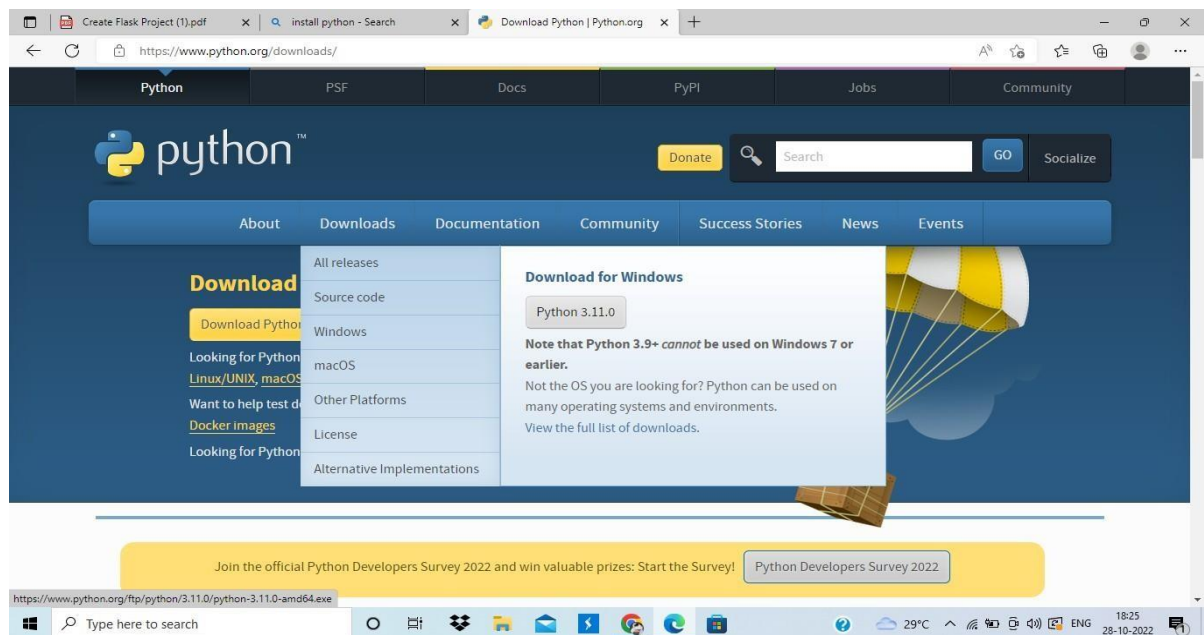 Create Flask Project (1).pdf
install python - Search
Download Python | Python.org
https://www.python.org/downloads/
Python
PSF
Docs
PyPI
Jobs
Community
python™
Donate
Search
GO
Socialize
About
Downloads
Documentation
Community
Success Stories
News
Events
Download
Download Pytho
Looking for Python
Linux/UNIX, macOS
Want to help test d
Docker images
Looking for Python
All releases
Source code
Windows
macOS
Other Platforms
License
Alternative Implementations
Download for Windows
Python 3.11.0
Note that Python 3.9+ cannot be used on Windows 7 or
earlier.
Not the OS you are looking for? Python can be used on
many operating systems and environments.
View the full list of downloads.
Join the official Python Developers Survey 2022 and win valuable prizes: Start the Survey!
Python Developers Survey 2022
https://www.python.org/ftp/python/3.11.0/python-3.11.0-amd64.exe
Type here to search
29°C
ENG
18:25
28-10-2022